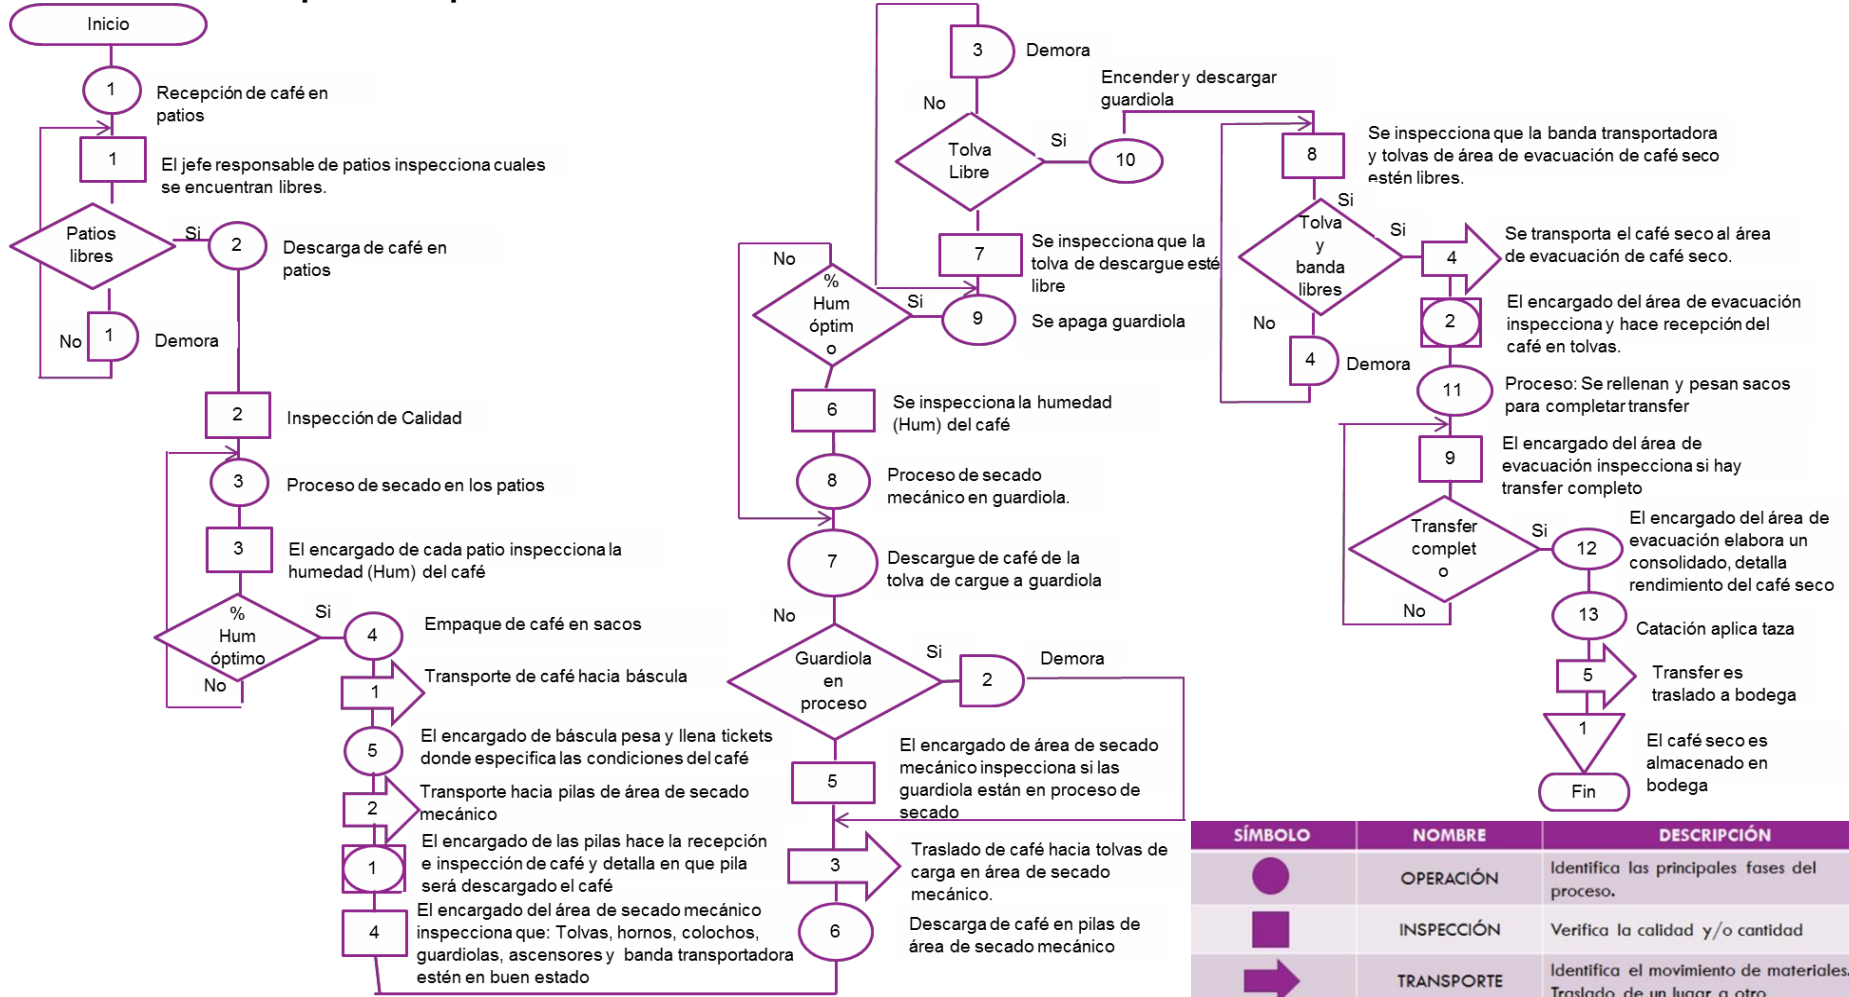 Inicio
1
Recepción de café en
patios
1
El jefe responsable de patios inspecciona cuales
se encuentran libres.
Patios
libres
Si
2
Descarga de café en
patios
No
1
Demora
2
Inspección de Calidad
3
Proceso de secado en los patios
3
El encargado de cada patio inspecciona la
humedad (Hum) del café
%
Hum
óptimo
Si
No
4
Empaque de café en sacos
1
Transporte de café hacia báscula
5
El encargado de báscula pesa y llena tickets
donde especifica las condiciones del café
2
Transporte hacia pilas de área de secado
mecánico
1
El encargado de las pilas hace la recepción
e inspección de café y detalla en que pila
será descargado el café
4
El encargado del área de secado mecánico
inspecciona que: Tolvas, hornos, colochos,
guardiolas, ascensores y banda transportadora
estén en buen estado
3
Demora
No
Tolva
Libre
Si
10
Encender y descargar
guardiola
7
Se inspecciona que la
tolva de descargue esté
libre
No
%
Hum
óptim
o
Si
9
Se apaga guardiola
6
Se inspecciona la humedad
(Hum) del café
8
Proceso de secado
mecánico en guardiola.
7
Descargue de café de la
tolva de cargue a guardiola
No
Guardiola
en
proceso
Si
2
Demora
5
El encargado de área de secado
mecánico inspecciona si las
guardiola están en proceso de
secado
3
Traslado de café hacia tolvas de
carga en área de secado
mecánico.
6
Descarga de café en pilas de
área de secado mecánico
8
Se inspecciona que la banda transportadora
y tolvas de área de evacuación de café seco
estén libres.
Si
Tolva
y
banda
libres
Si
4
Se transporta el café seco al área
de evacuación de café seco.
No
4
Demora
2
El encargado del área de evacuación
inspecciona y hace recepción del
café en tolvas.
11
Proceso: Se rellenan y pesan sacos
para completar transfer
9
El encargado del área de
evacuación inspecciona si hay
transfer completo
Transfer
complet
o
Si
No
12
El encargado del área de
evacuación elabora un
consolidado, detalla
rendimiento del café seco
13
Catación aplica taza
5
Transfer es
traslado a bodega
1
El café seco es
almacenado en
bodega
Fin
SÍMBOLO NOMBRE DESCRIPCIÓN
OPERACIÓN
Identifica las principales fases del
proceso.
INSPECCIÓN
Verifica la calidad y/o cantidad
TRANSPORTE
Identifica el movimiento de materiales.
Traslado de un lugar a otro